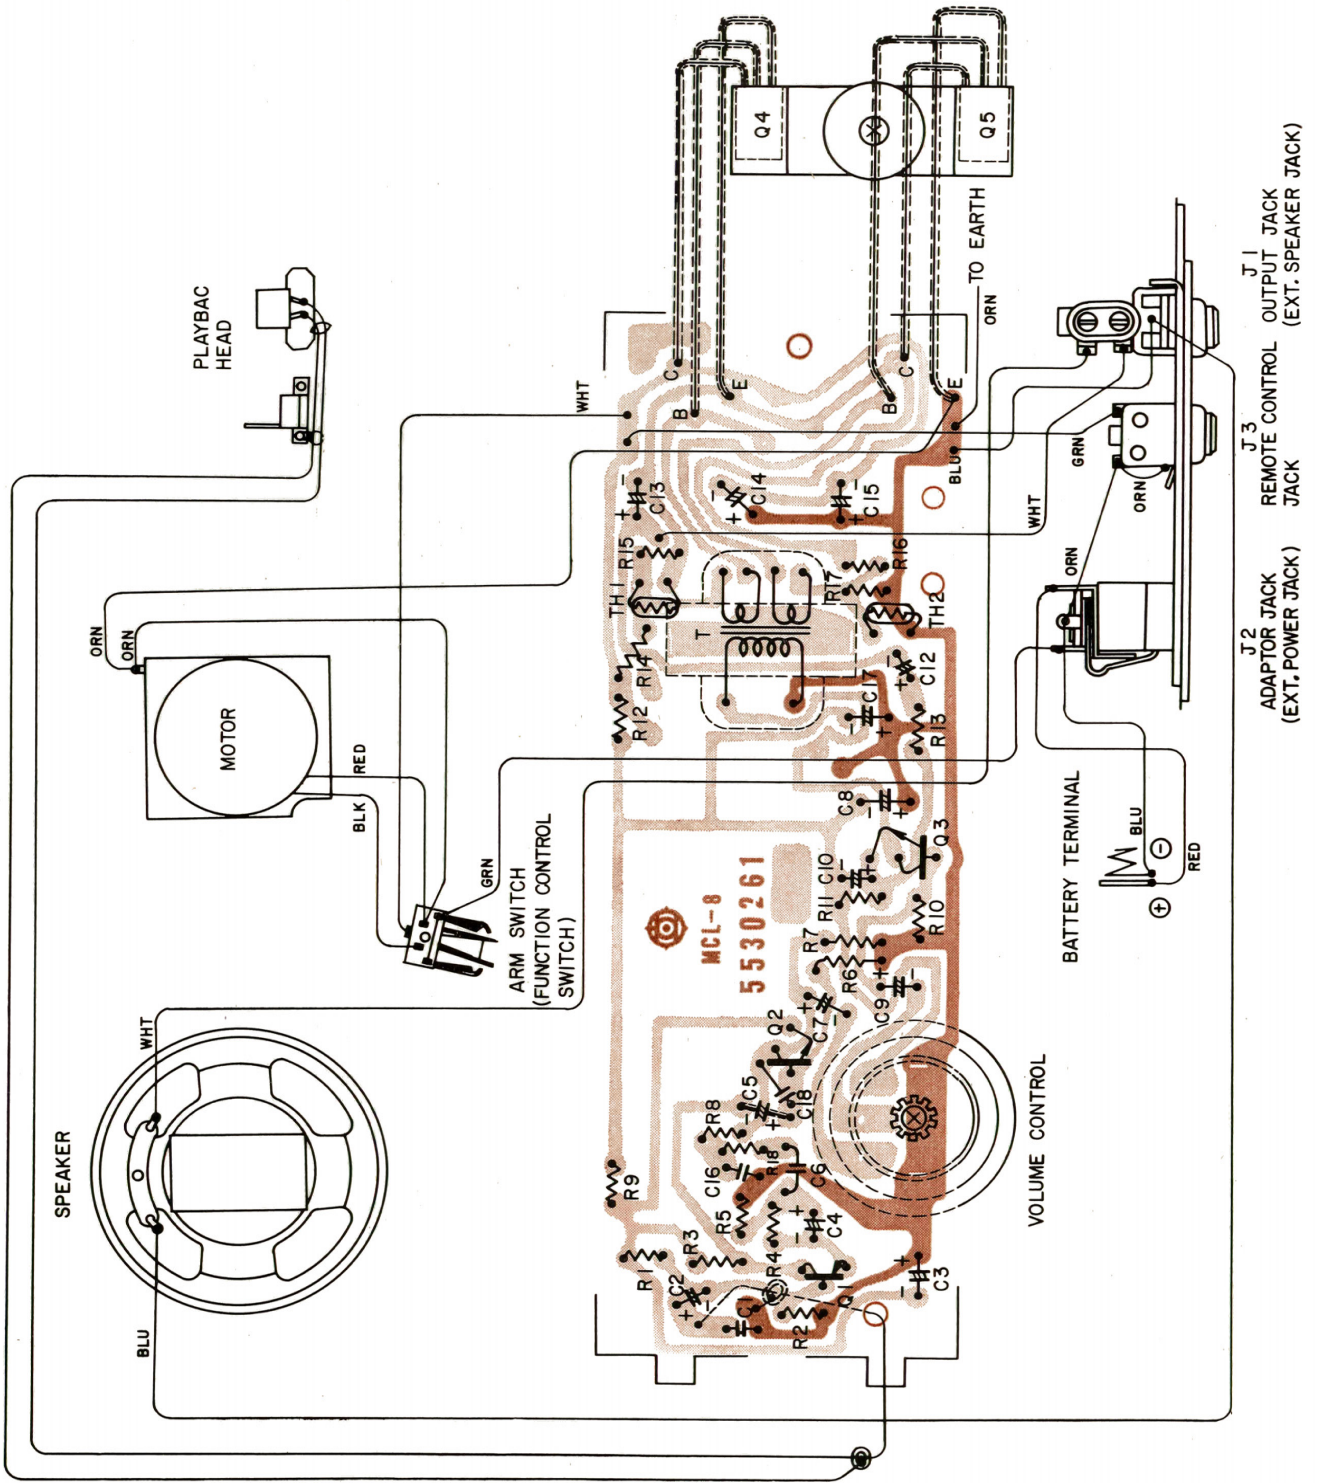 Q4
Q5
TO EARTH
ORN
J1
OUTPUT JACK
(EXT. SPEAKER JACK)
J3
REMOTE CONTROL
JACK
J2
ADAPTOR JACK
(EXT. POWER JACK)
PLAYBAC
HEAD
WHT
C
B
E
B
C
E
BLU
GRN
ORN
WHT
ORN
ORN
ORN
MOTOR
RED
BLK
GRN
ARM SWITCH
(FUNCTION CONTROL
SWITCH)
+ C13 -
- C14 +
- C15 +
R15
TH1
R14
R12
T
R17
R16
TH2
+ C12
- C17 +
R13
C8 - +
Q3
R11
C10 - +
R10
MCL-8
5530261
R7
R6
C9 + -
+ C7 -
Q2
C5 - +
C18
R8
C16
R18
C6
R5
R9
R4
C4 + -
R3
R1
C2 + -
C1
R2
Q1
C3 + -
BATTERY TERMINAL
BLU
RED
+
-
VOLUME CONTROL
SPEAKER
WHT
BLU